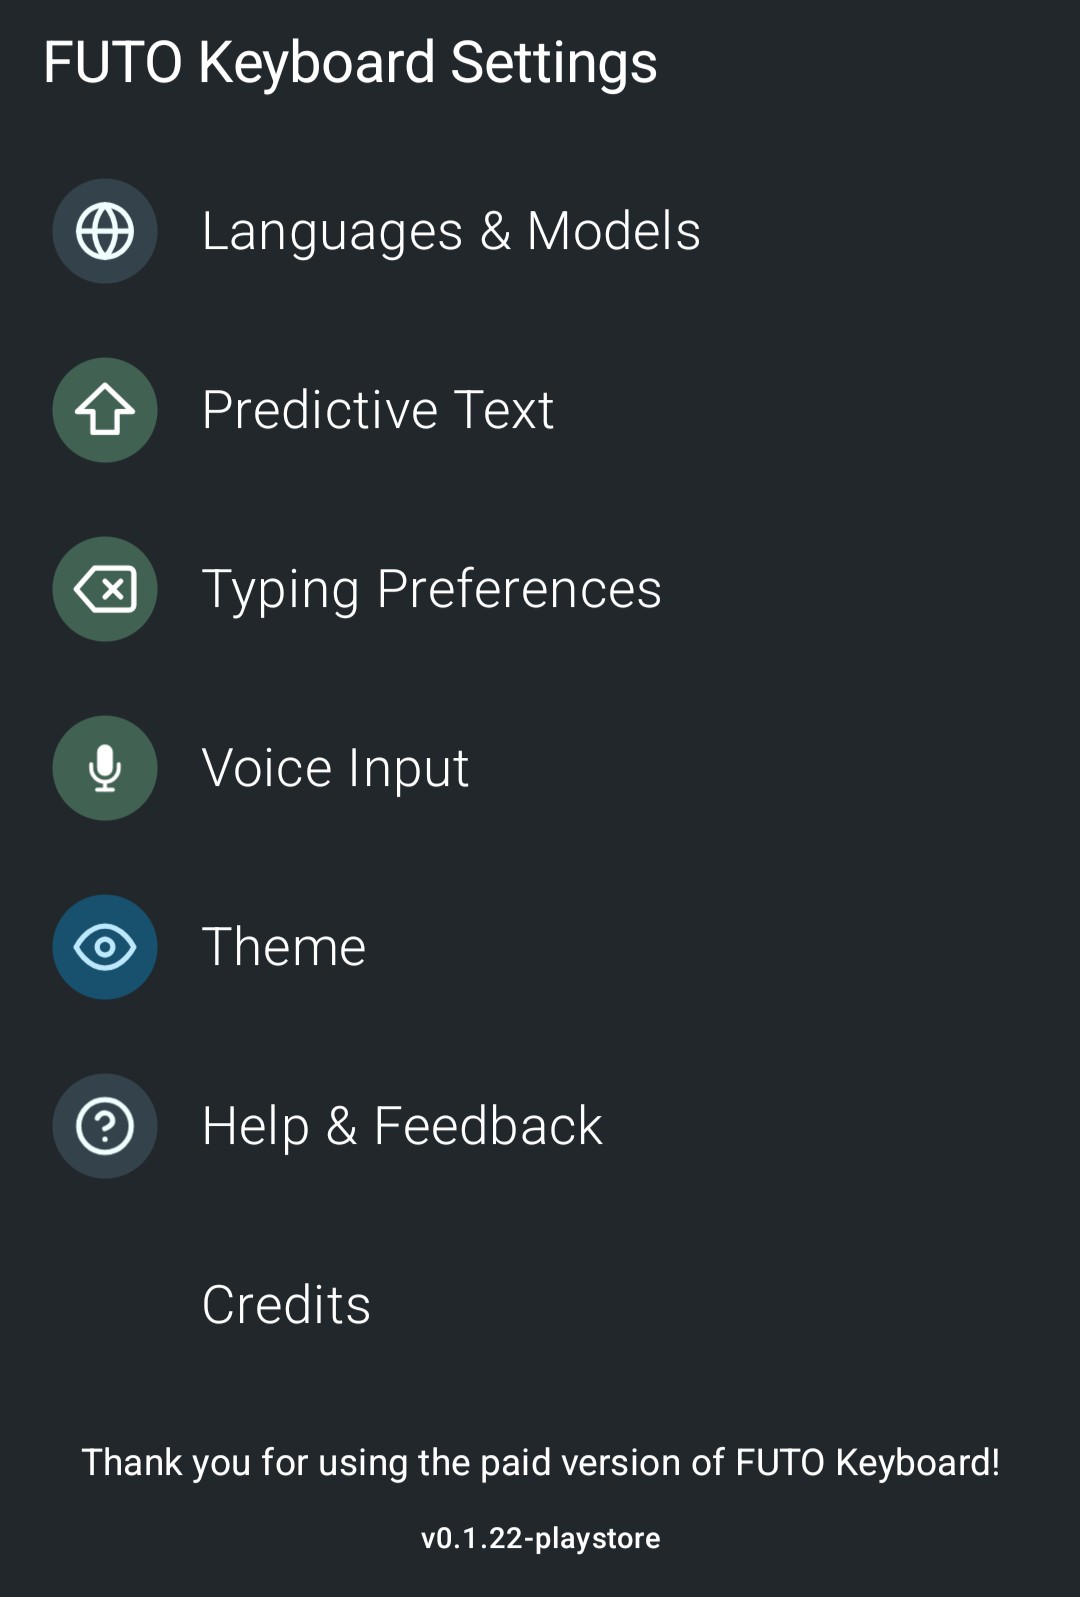 FUTO Keyboard Settings
Languages & Models
Predictive Text
Typing Preferences
Voice Input
Theme
Help & Feedback
Credits
Thank you for using the paid version of FUTO Keyboard!
v0.1.22-playstore